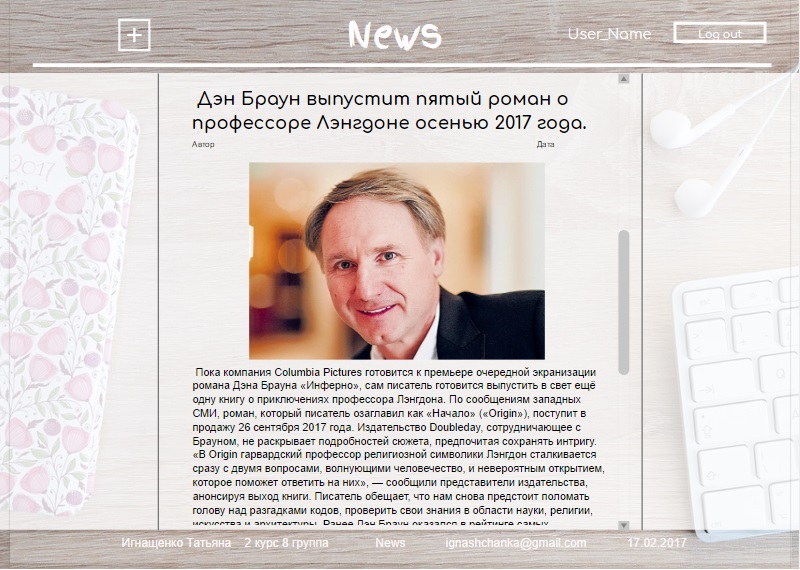 News
User_Name
Log out
2017
Дэн Браун выпустит пятый роман о
профессоре Лэнгдоне осенью 2017 года.
Автор Дата
Пока компания Columbia Pictures готовится к премьере очередной экранизации
романа Дэна Брауна «Инферно», сам писатель готовится выпустить в свет ещё
одну книгу о приключениях профессора Лэнгдона. По сообщениям западных
СМИ, роман, который писатель озаглавил как «Начало» («Origin»), поступит в
продажу 26 сентября 2017 года. Издательство Doubleday, сотрудничающее с
Брауном, не раскрывает подробностей сюжета, предпочитая сохранять интригу.
«В Origin гарвардский профессор религиозной символики Лэнгдон сталкивается
сразу с двумя вопросами, волнующими человечество, и невероятным открытием,
которое поможет ответить на них», — сообщили представители издательства,
анонсируя выход книги. Писатель обещает, что нам снова предстоит поломать
голову над разгадками кодов, проверить свои знания в области науки, религии,
искусства и архитектуры. Ранее Дэн Браун оказался в рейтинге самых
Игнащенко Татьяна 2 курс 8 группа News ignashchanka@gmail.com 17.02.2017